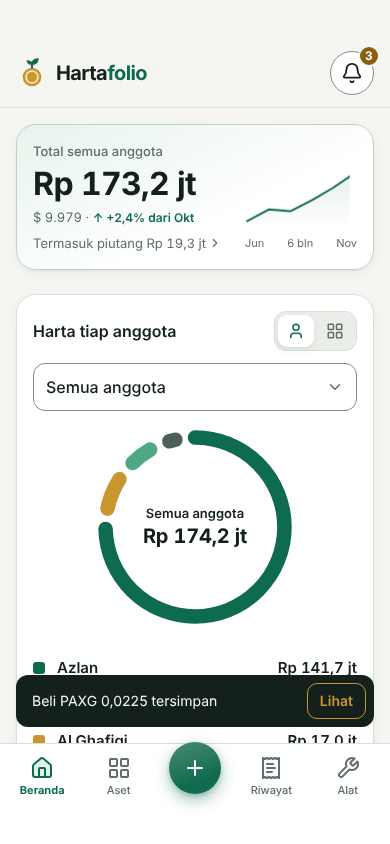 Hartafolio
3
Total semua anggota
Rp 173,2 jt
$ 9.979 · ↑ +2,4% dari Okt
Termasuk piutang Rp 19,3 jt >
Jun 6 bln Nov
Harta tiap anggota
Semua anggota
Semua anggota
Rp 174,2 jt
Azlan Rp 141,7 jt
Beli PAXG 0,0225 tersimpan Lihat
Al Ghafiqi Rp 17,0 jt
Beranda Aset Riwayat Alat